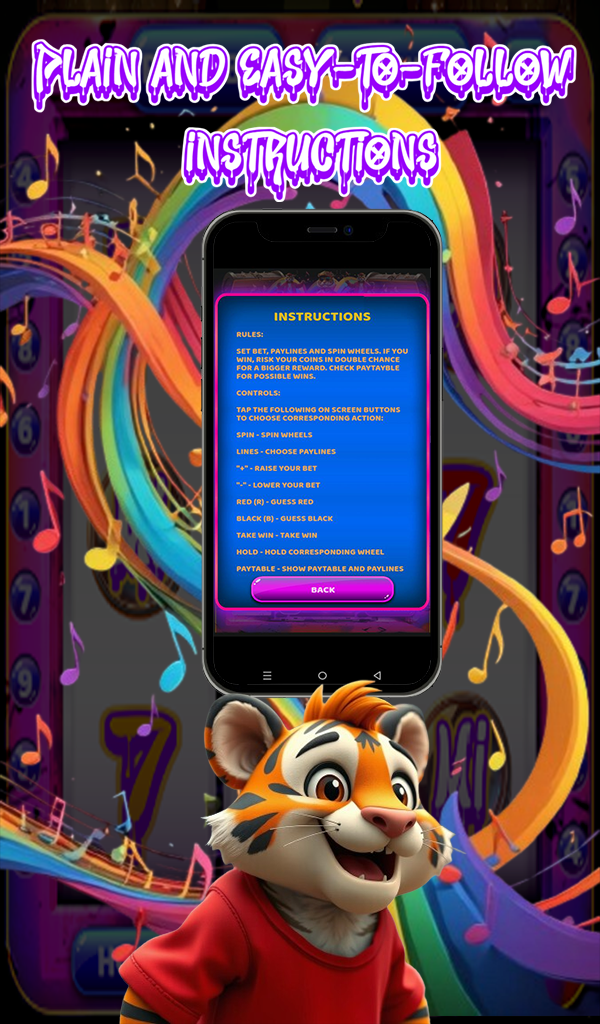 PLAIN AND EASY-TO-FOLLOW
INSTRUCTIONS
INSTRUCTIONS
RULES:
SET BET, PAYLINES AND SPIN WHEELS. IF YOU
WIN, RISK YOUR COINS IN DOUBLE CHANCE
FOR A BIGGER REWARD. CHECK PAYTAYBLE
FOR POSSIBLE WINS.
CONTROLS:
TAP THE FOLLOWING ON SCREEN BUTTONS
TO CHOOSE CORRESPONDING ACTION:
SPIN - SPIN WHEELS
LINES - CHOOSE PAYLINES
"+" - RAISE YOUR BET
"-" - LOWER YOUR BET
RED (R) - GUESS RED
BLACK (B) - GUESS BLACK
TAKE WIN - TAKE WIN
HOLD - HOLD CORRESPONDING WHEEL
PAYTABLE - SHOW PAYTABLE AND PAYLINES
BACK